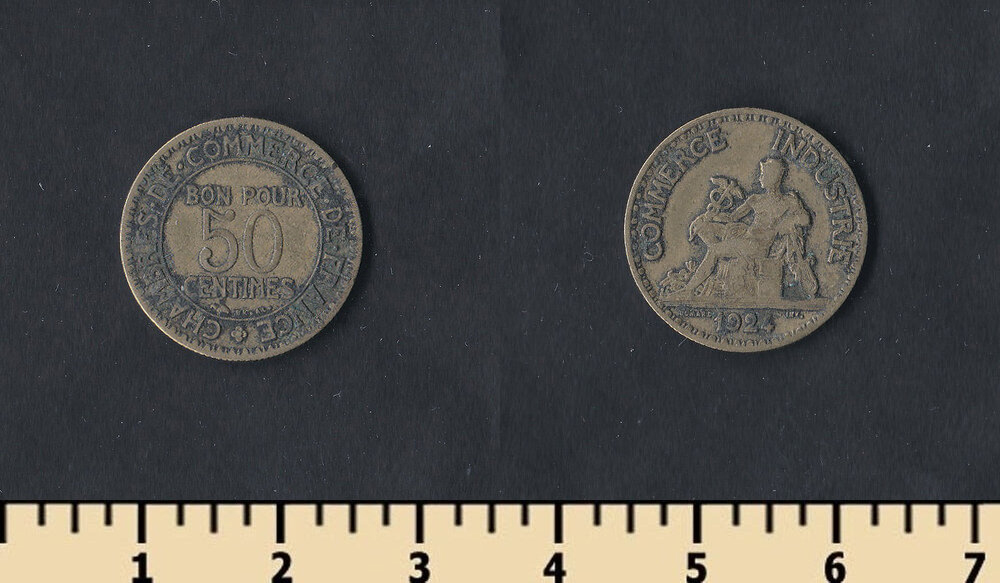 CHAMBRES·DE·COMMERCE·DE·FRANCE
BON POUR
50
CENTIMES
COMMERCE INDUSTRIE
1924
1 2 3 4 5 6 7